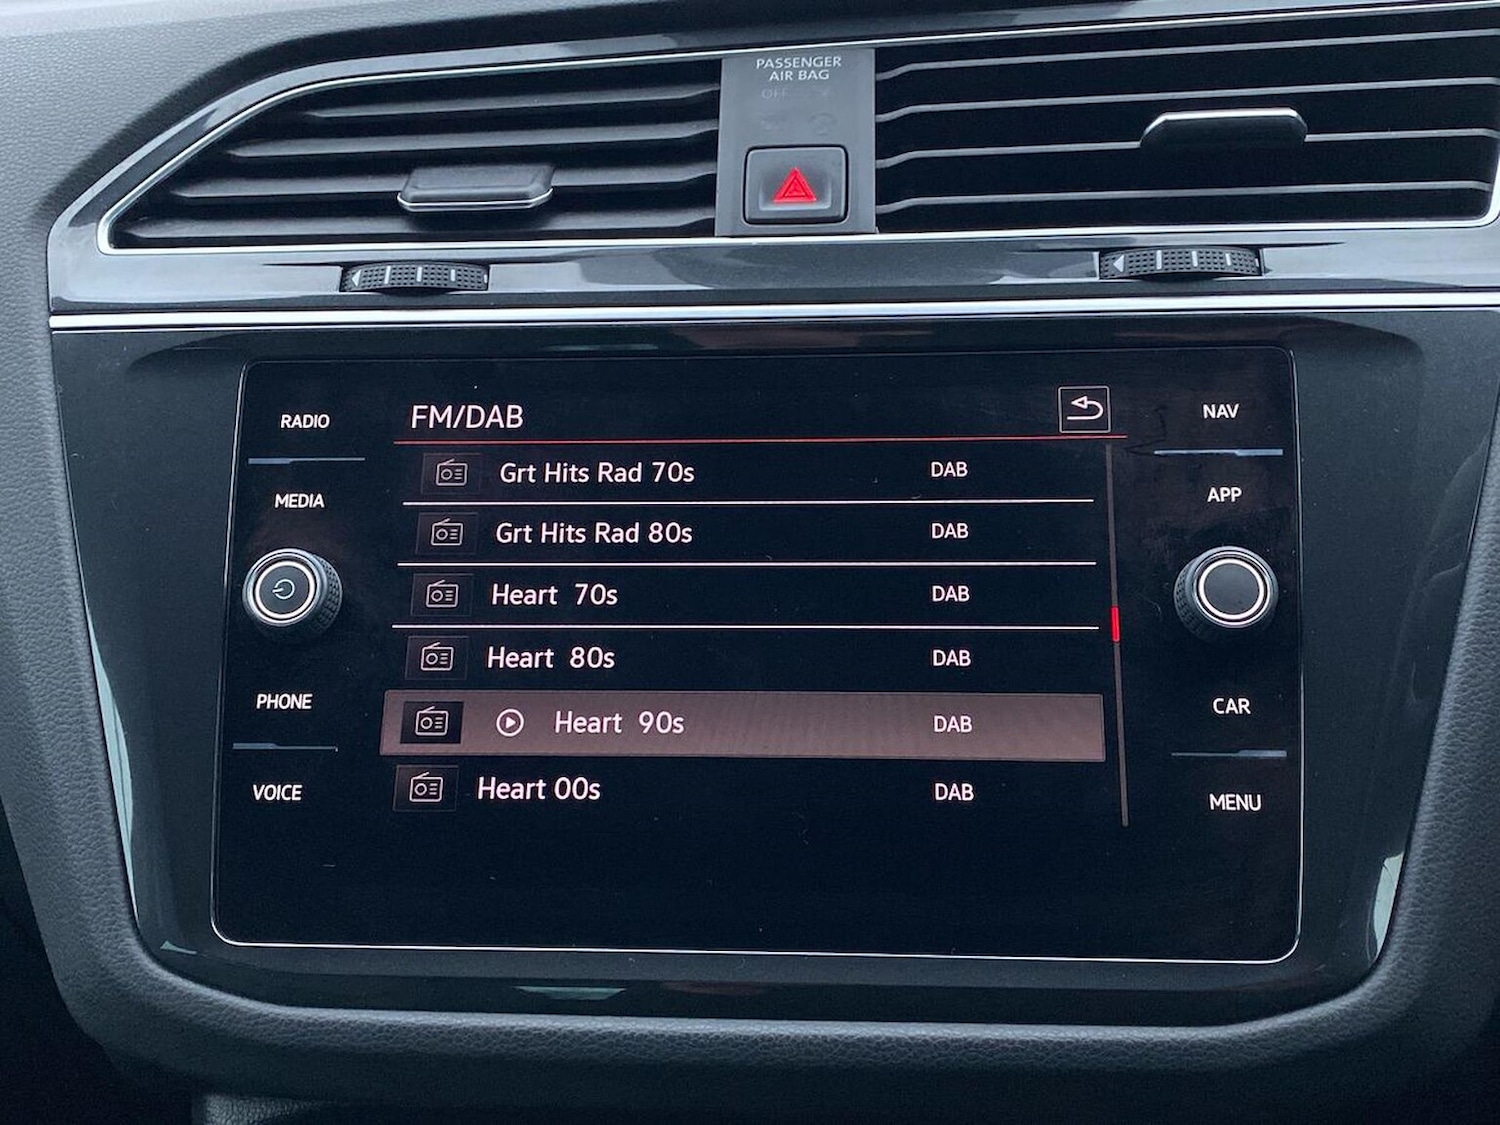 PASSENGER
AIR BAG
OFF
RADIO
MEDIA
PHONE
VOICE
FM/DAB
Grt Hits Rad 70s DAB
Grt Hits Rad 80s DAB
Heart 70s DAB
Heart 80s DAB
Heart 90s DAB
Heart 00s DAB
NAV
APP
CAR
MENU